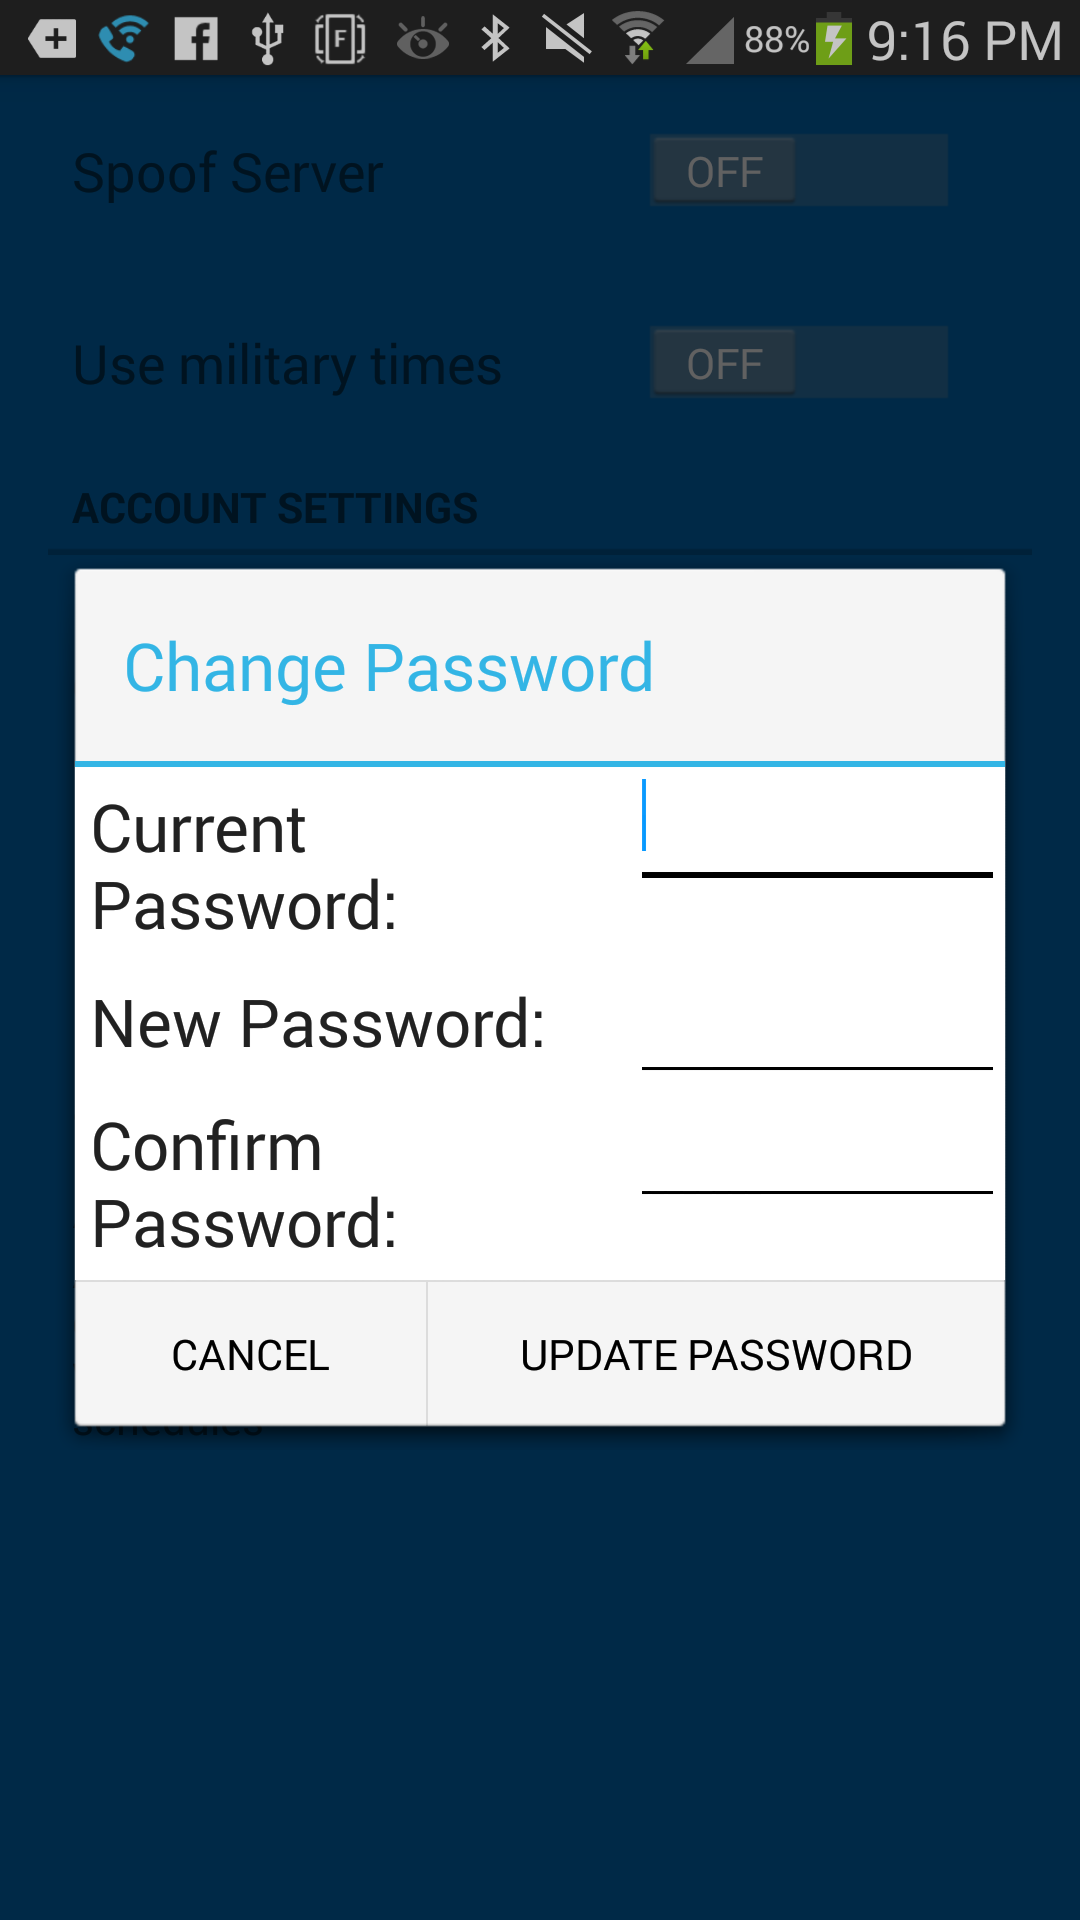 88% 9:16 PM
Spoof Server OFF
Use military times OFF
ACCOUNT SETTINGS
Change Password
Current
Password:
New Password:
Confirm
Password:
CANCEL UPDATE PASSWORD
schedules